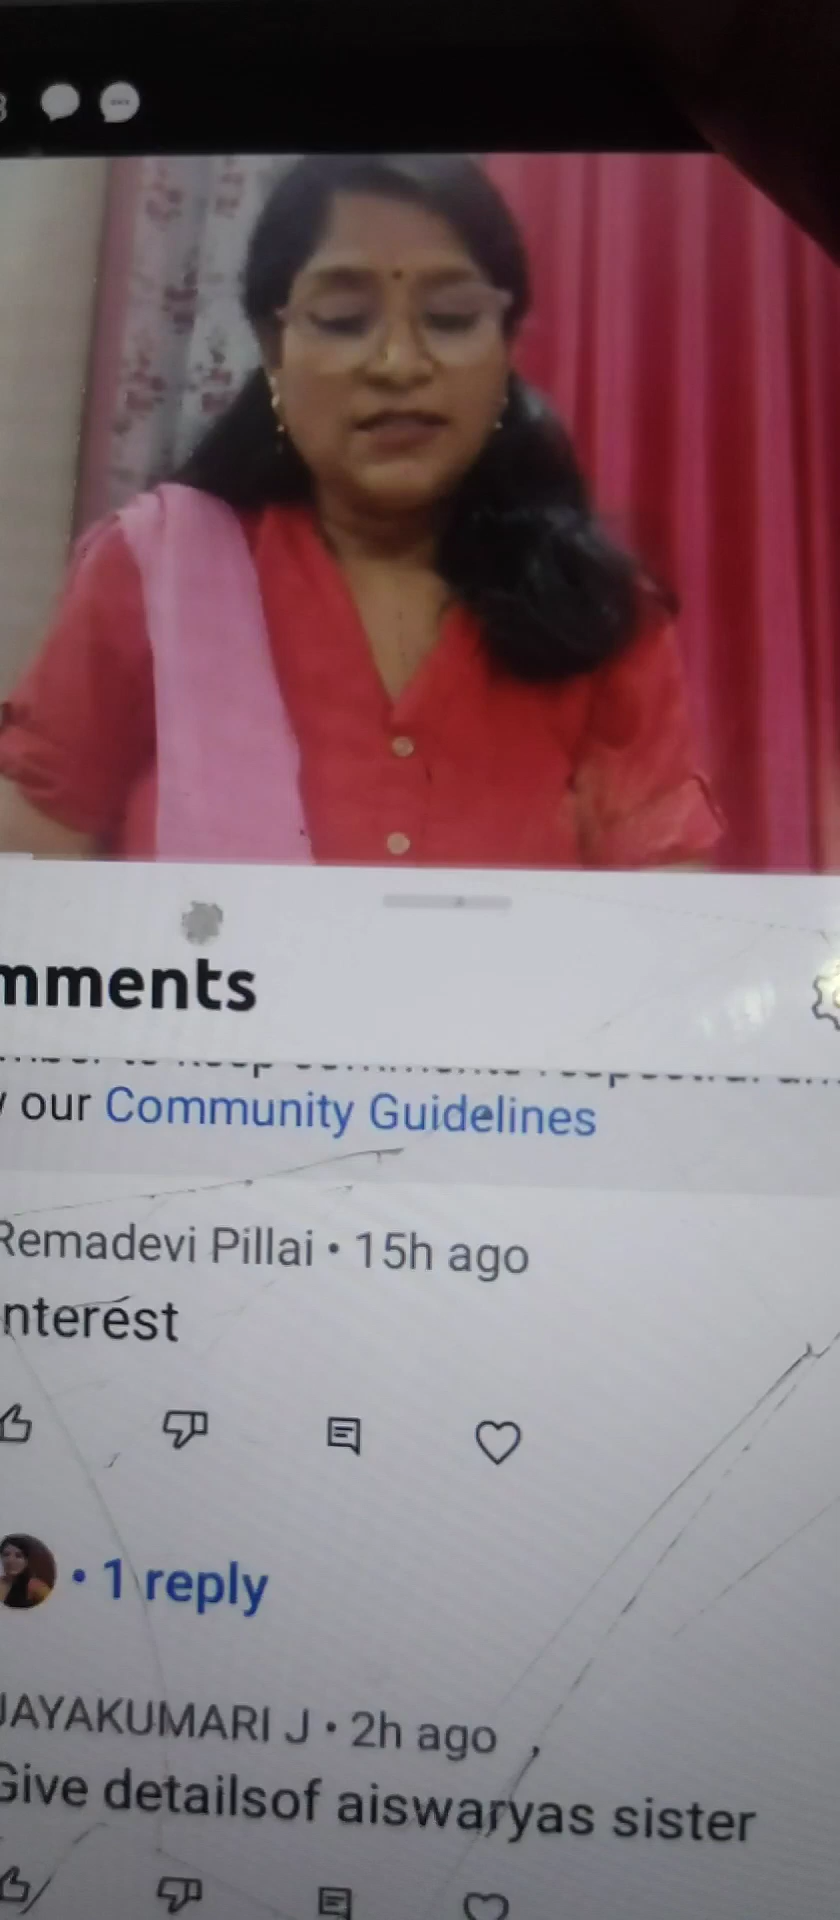 mments
y our Community Guidelines
Remadevi Pillai • 15h ago
nterest
• 1 reply
JAYAKUMARI J • 2h ago
Give detailsof aiswaryas sister